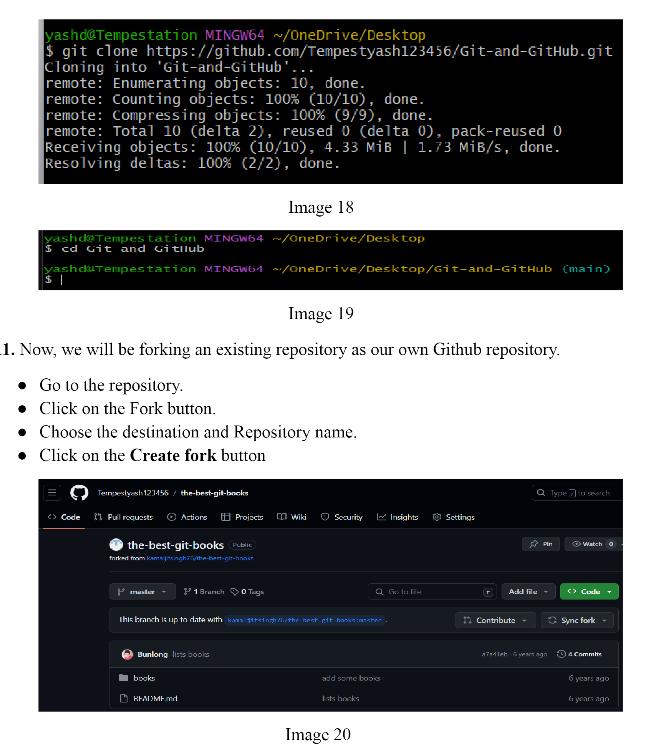 yashd@Tempestation MINGW64 ~/OneDrive/Desktop
$ git clone https://github.com/Tempestyash123456/Git-and-GitHub.git
Cloning into 'Git-and-GitHub'...
remote: Enumerating objects: 10, done.
remote: Counting objects: 100% (10/10), done.
remote: Compressing objects: 100% (9/9), done.
remote: Total 10 (delta 2), reused 0 (delta 0), pack-reused 0
Receiving objects: 100% (10/10), 4.33 MiB | 1.73 MiB/s, done.
Resolving deltas: 100% (2/2), done.
Image 18
yashd@Tempestation MINGW64 ~/OneDrive/Desktop
$ cd Git and GitHub
yashd@Tempestation MINGW64 ~/OneDrive/Desktop/Git-and-GitHub (main)
$
Image 19
1. Now, we will be forking an existing repository as our own Github repository.
● Go to the repository.
● Click on the Fork button.
● Choose the destination and Repository name.
● Click on the Create fork button
Tempestyash123456 / the-best-git-books Type / to search
Code Pull requests Actions Projects Wiki Security Insights Settings
the-best-git-books Public Pin Watch 0
forked from kamaljitsingh76/the-best-git-books
master 1 Branch 0 Tags Go to file Add file Code
This branch is up to date with kamaljitsingh76/the-best-git-books:master. Contribute Sync fork
Bunlong lists books 6 years ago 4 Commits
books add some books 6 years ago
README.md lists books 6 years ago
Image 20